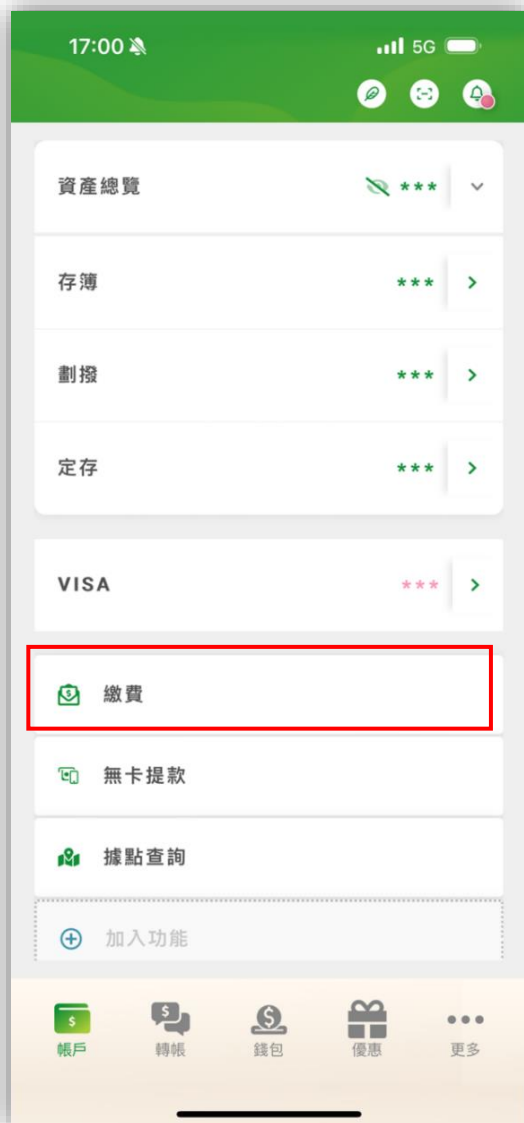 17:00 5G
資產總覽 ***
存簿 ***
劃撥 ***
定存 ***
VISA ***
繳費
無卡提款
據點查詢
加入功能
帳戶 轉帳 錢包 優惠 更多